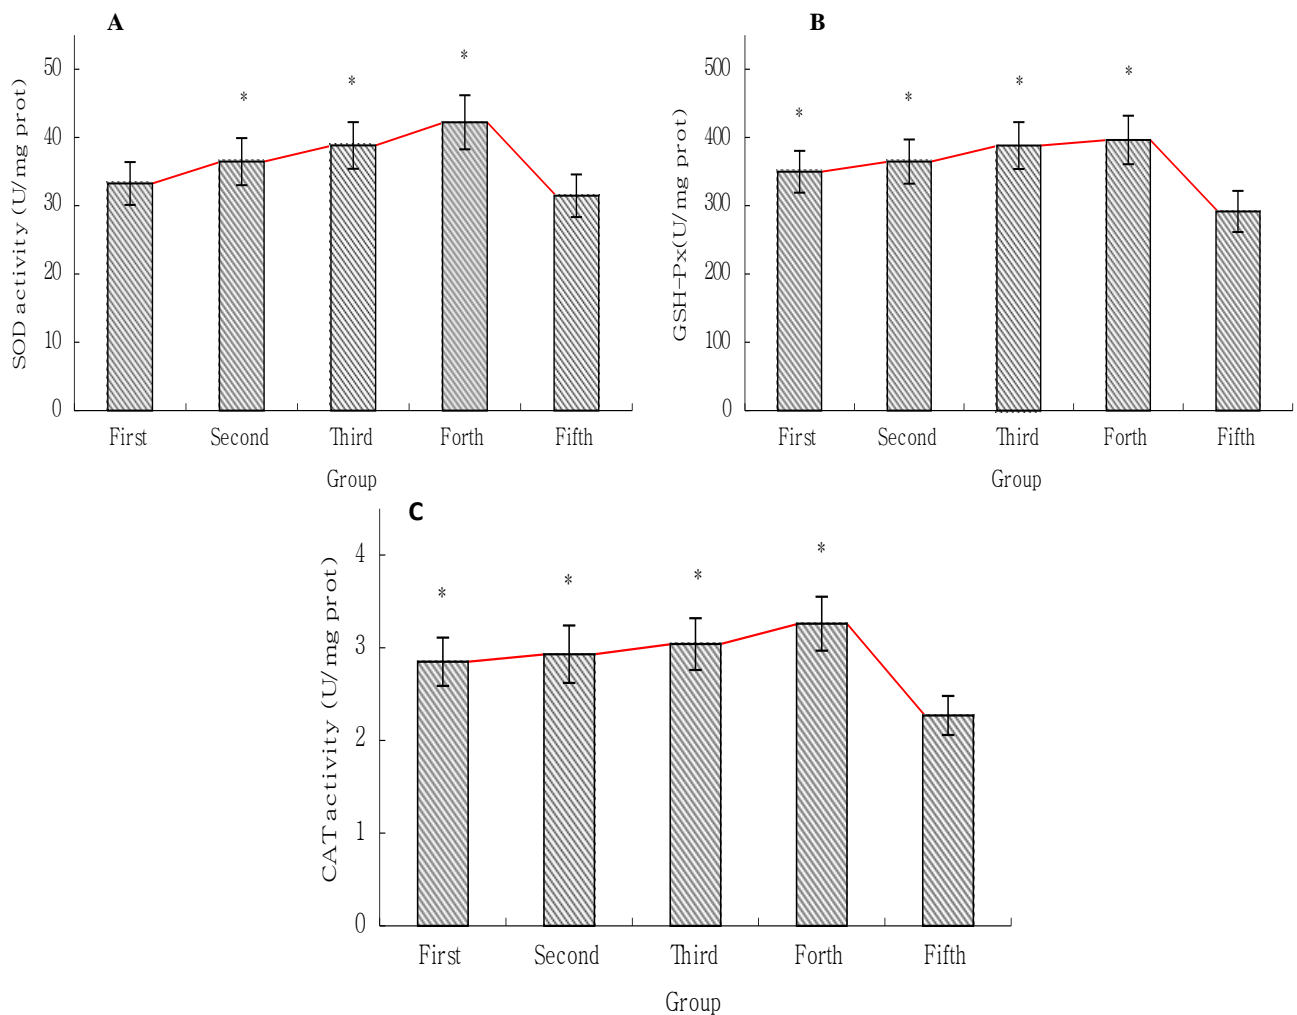 A
SOD activity (U/mg prot)
50
40
30
20
10
0
*
*
*
First Second Third Forth Fifth
Group
B
GSH-Px(U/mg prot)
500
400
300
200
100
0
*
*
*
*
First Second Third Forth Fifth
Group
C
CAT activity (U/mg prot)
4
3
2
1
0
*
*
*
*
First Second Third Forth Fifth
Group